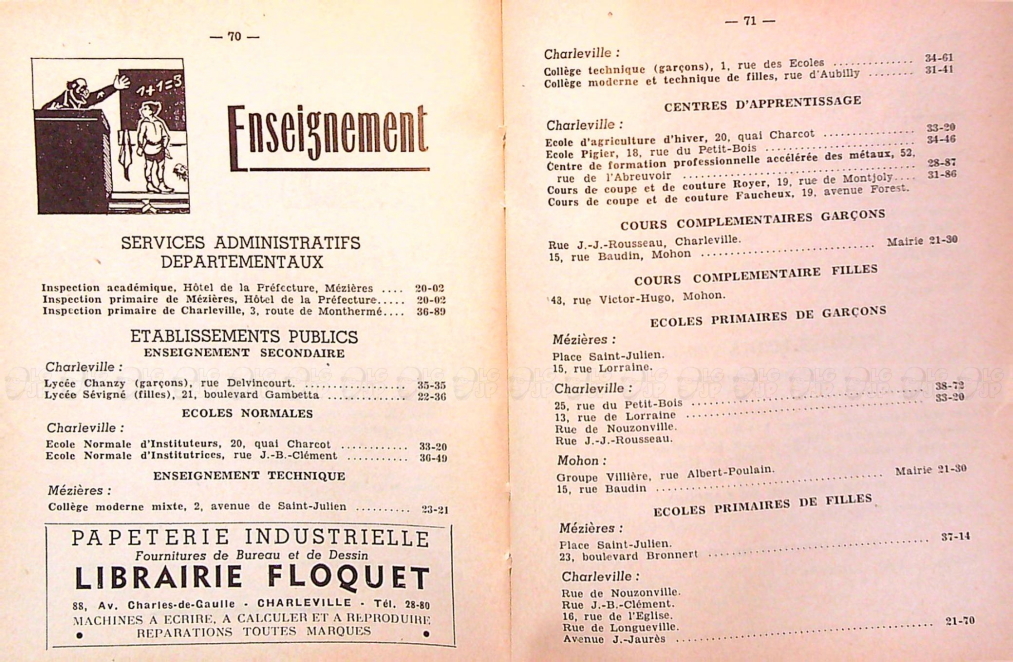 — 70 —
1+1=3
Enseignement
SERVICES ADMINISTRATIFS
DEPARTEMENTAUX
Inspection académique, Hôtel de la Préfecture, Mézières .... 20-02
Inspection primaire de Mézières, Hôtel de la Préfecture..... 20-02
Inspection primaire de Charleville, 3, route de Monthermé.... 36-89
ETABLISSEMENTS PUBLICS
ENSEIGNEMENT SECONDAIRE
Charleville :
Lycée Chanzy (garçons), rue Delvincourt. ................ 35-35
Lycée Sévigné (filles), 21, boulevard Gambetta ............. 22-36
ECOLES NORMALES
Charleville :
Ecole Normale d'Instituteurs, 20, quai Charcot ........... 33-20
Ecole Normale d'Institutrices, rue J.-B.-Clément ........... 36-49
ENSEIGNEMENT TECHNIQUE
Mézières :
Collège moderne mixte, 2, avenue de Saint-Julien ......... 23-21
PAPETERIE INDUSTRIELLE
Fournitures de Bureau et de Dessin
LIBRAIRIE FLOQUET
88, Av. Charles-de-Gaulle - CHARLEVILLE - Tél. 28-80
MACHINES A ECRIRE, A CALCULER ET A REPRODUIRE
• REPARATIONS TOUTES MARQUES •
— 71 —
Charleville :
Collège technique (garçons), 1, rue des Ecoles ............. 34-61
Collège moderne et technique de filles, rue d'Aubilly ........ 31-41
CENTRES D'APPRENTISSAGE
Charleville :
Ecole d'agriculture d'hiver, 20, quai Charcot ............... 33-20
Ecole Pigier, 18, rue du Petit-Bois ....................... 34-46
Centre de formation professionnelle accélérée des métaux, 52,
rue de l'Abreuvoir .................................. 28-87
Cours de coupe et de couture Royer, 19, rue de Montjoly.... 31-86
Cours de coupe et de couture Faucheux, 19, avenue Forest.
COURS COMPLEMENTAIRES GARÇONS
Rue J.-J.-Rousseau, Charleville.
15, rue Baudin, Mohon ........................ Mairie 21-30
COURS COMPLEMENTAIRE FILLES
43, rue Victor-Hugo, Mohon.
ECOLES PRIMAIRES DE GARÇONS
Mézières :
Place Saint-Julien.
15, rue Lorraine.
Charleville :
25, rue du Petit-Bois ................................ 38-72
13, rue de Lorraine ................................ 33-20
Rue de Nouzonville.
Rue J.-J.-Rousseau.
Mohon :
Groupe Villière, rue Albert-Poulain.
15, rue Baudin ................................ Mairie 21-30
ECOLES PRIMAIRES DE FILLES
Mézières :
Place Saint-Julien.
23, boulevard Bronnert ................................ 37-14
Charleville :
Rue de Nouzonville.
Rue J.-B.-Clément.
16, rue de l'Eglise.
Rue de Longueville.
Avenue J.-Jaurès ................................ 21-70